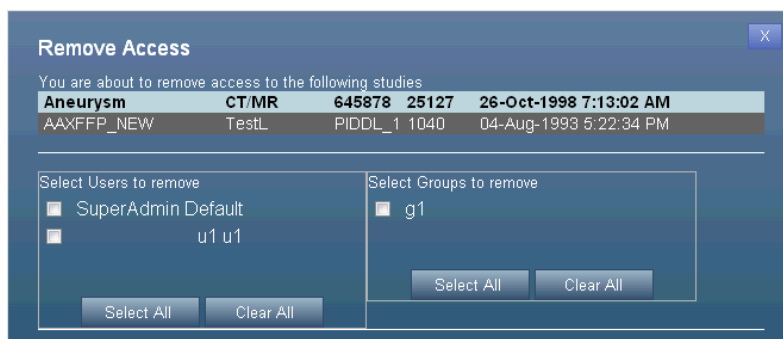 X
Remove Access
You are about to remove access to the following studies
Aneurysm CT/MR 645878 25127 26-Oct-1998 7:13:02 AM
AAXFFP_NEW TestL PIDDL_1 1040 04-Aug-1993 5:22:34 PM
Select Users to remove
SuperAdmin Default
u1 u1
Select All Clear All
Select Groups to remove
g1
Select All Clear All